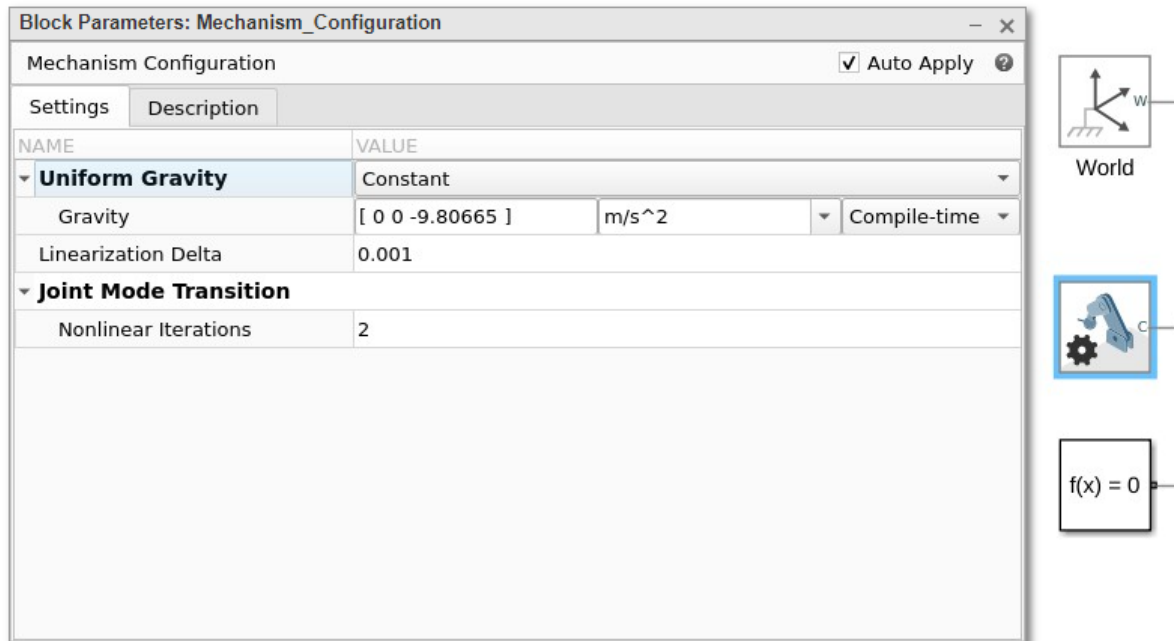 Block Parameters: Mechanism_Configuration
Mechanism Configuration
Auto Apply
Settings
Description
NAME VALUE
Uniform Gravity Constant
Gravity [ 0 0 -9.80665 ] m/s^2 Compile-time
Linearization Delta 0.001
Joint Mode Transition
Nonlinear Iterations 2
W
World
C
f(x) = 0